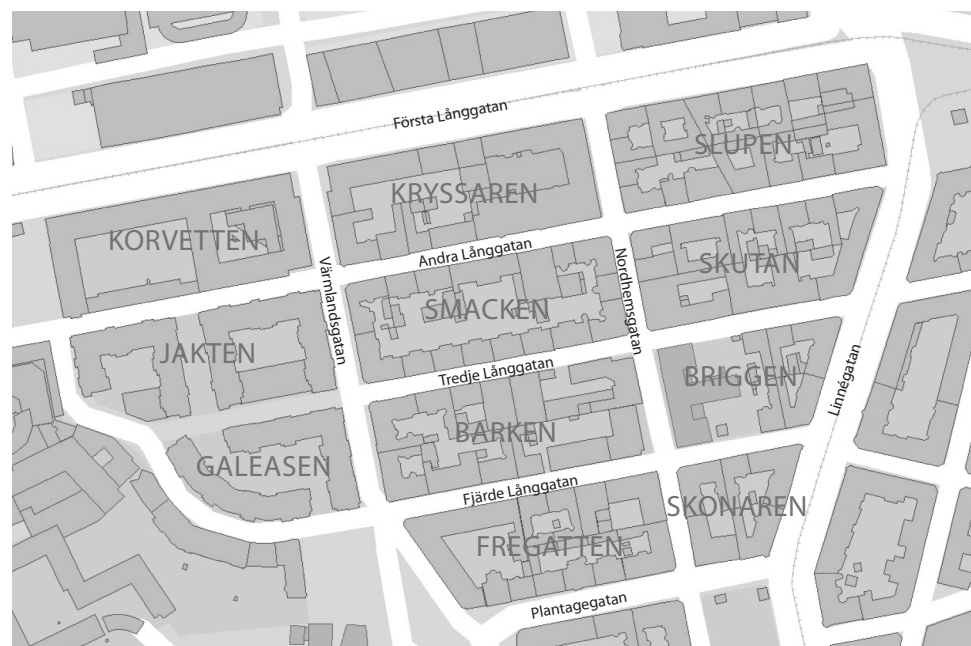 Första Långgatan
SLUPEN
KRYSSAREN
KORVETTEN
Andra Långgatan
SKUTAN
Värmlandsgatan
Nordhemsgatan
SMACKEN
JAKTEN
Tredje Långgatan
BRIGGEN
Linnégatan
BARKEN
GALEASEN
Fjärde Långgatan
SKONAREN
FREGATTEN
Plantagegatan